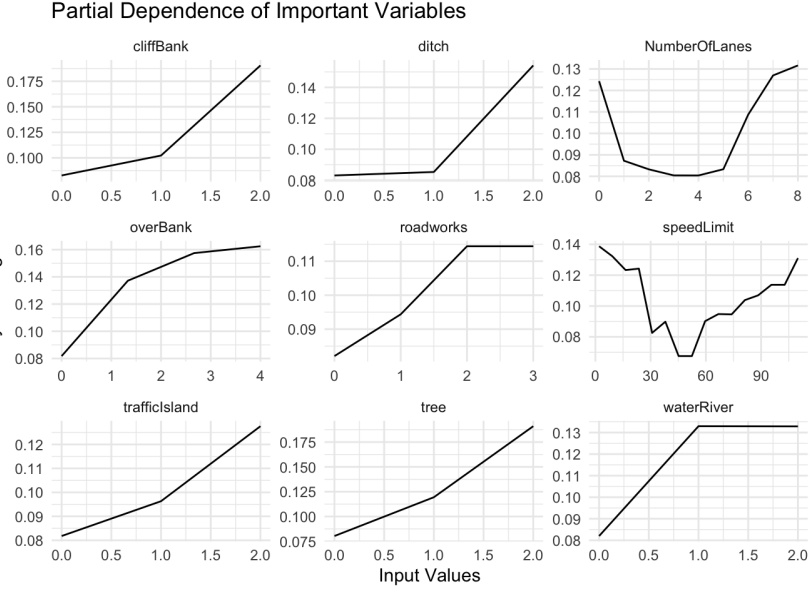 Partial Dependence of Important Variables
cliffBank
ditch
NumberOfLanes
0.175
0.150
0.125
0.100
0.0 0.5 1.0 1.5 2.0
0.14
0.12
0.10
0.08
0.0 0.5 1.0 1.5 2.0
0.13
0.12
0.11
0.10
0.09
0.08
0 2 4 6 8
overBank
roadworks
speedLimit
0.16
0.14
0.12
0.10
0.08
0 1 2 3 4
0.11
0.10
0.09
0 1 2 3
0.14
0.12
0.10
0.08
0 30 60 90
trafficIsland
tree
waterRiver
0.12
0.11
0.10
0.09
0.08
0.0 0.5 1.0 1.5 2.0
0.175
0.150
0.125
0.100
0.075
0.0 0.5 1.0 1.5 2.0
0.13
0.12
0.11
0.10
0.09
0.08
0.0 0.5 1.0 1.5 2.0
Input Values